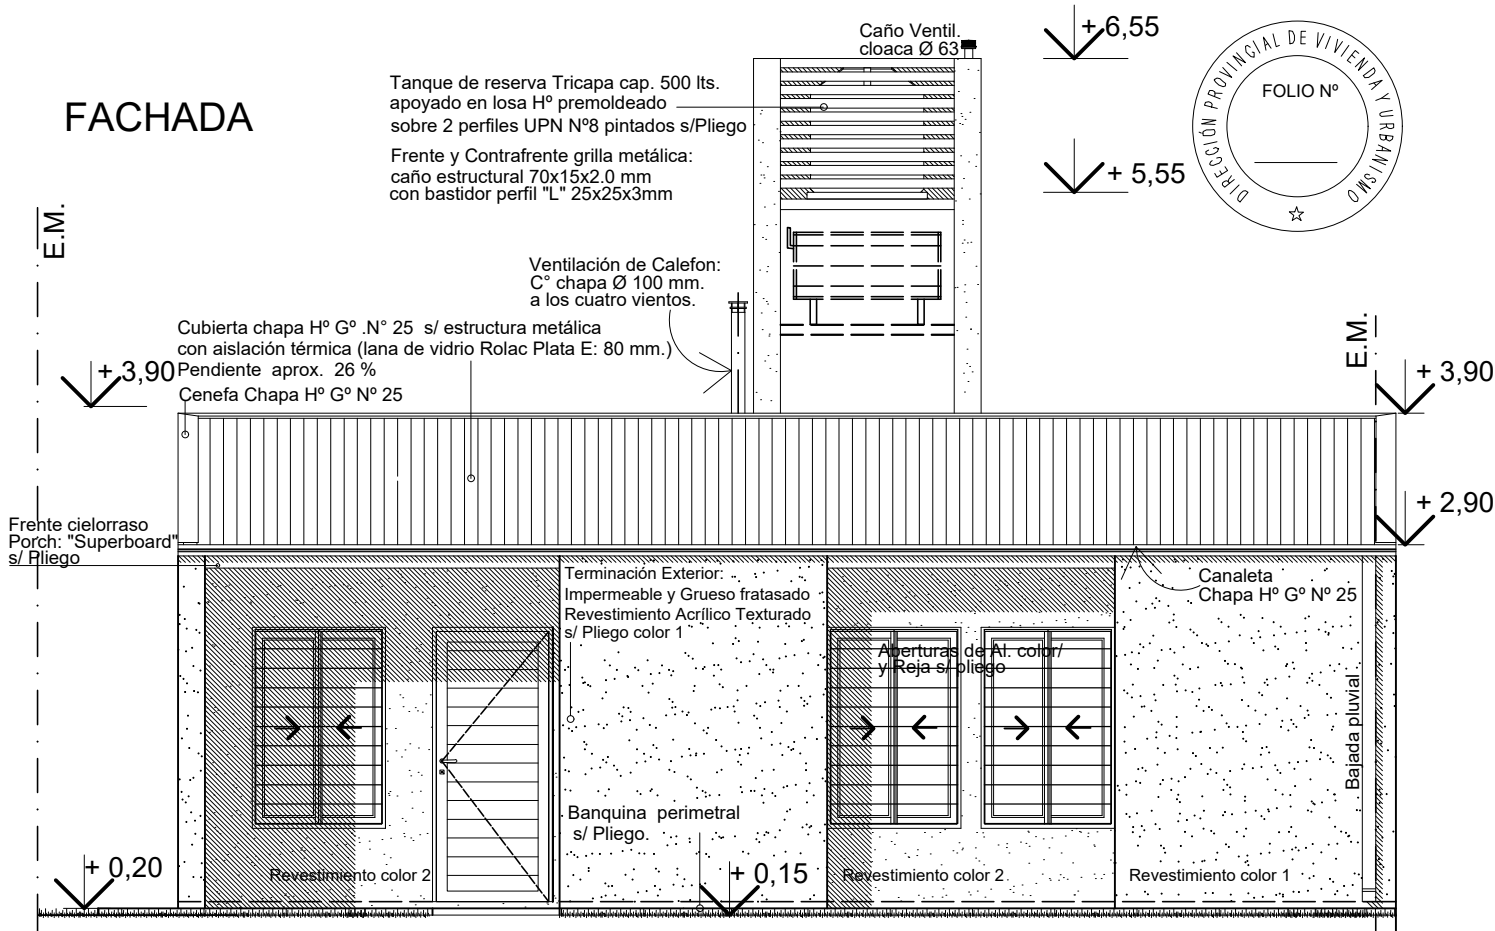 FACHADA
Caño Ventil.
cloaca Ø 63
+ 6,55
DIRECCIÓN PROVINCIAL DE VIVIENDA Y URBANISMO
FOLIO Nº
Tanque de reserva Tricapa cap. 500 lts.
apoyado en losa Hº premoldeado
sobre 2 perfiles UPN Nº8 pintados s/Pliego
Frente y Contrafrente grilla metálica:
caño estructural 70x15x2.0 mm
con bastidor perfil "L" 25x25x3mm
+ 5,55
E.M.
Ventilación de Calefon:
C° chapa Ø 100 mm.
a los cuatro vientos.
Cubierta chapa Hº Gº .N° 25 s/ estructura metálica
con aislación térmica (lana de vidrio Rolac Plata E: 80 mm.)
Pendiente aprox. 26 %
Cenefa Chapa Hº Gº Nº 25
+ 3,90
E.M.
+ 3,90
+ 2,90
Frente cielorraso
Porch: "Superboard"
s/ Pliego
Terminación Exterior:
Impermeable y Grueso fratasado
Revestimiento Acrílico Texturado
s/ Pliego color 1
Canaleta
Chapa Hº Gº Nº 25
Aberturas de Al. color/
y Reja s/ pliego
Bajada pluvial
Banquina perimetral
s/ Pliego.
+ 0,20
Revestimiento color 2
+ 0,15
Revestimiento color 2
Revestimiento color 1